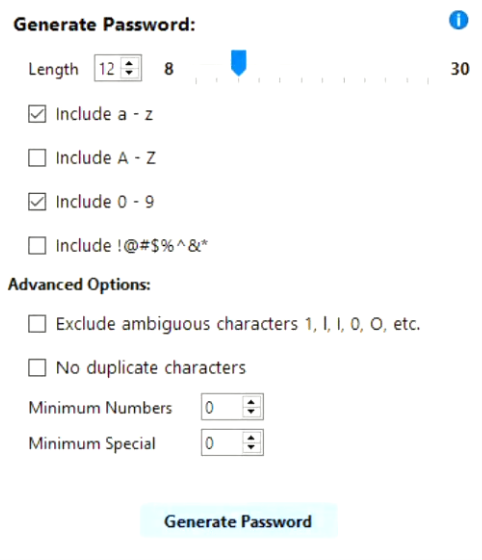 Generate Password:
Length 12 8 30
Include a - z
Include A - Z
Include 0 - 9
Include !@#$%^&*
Advanced Options:
Exclude ambiguous characters 1, l, I, 0, O, etc.
No duplicate characters
Minimum Numbers 0
Minimum Special 0
Generate Password